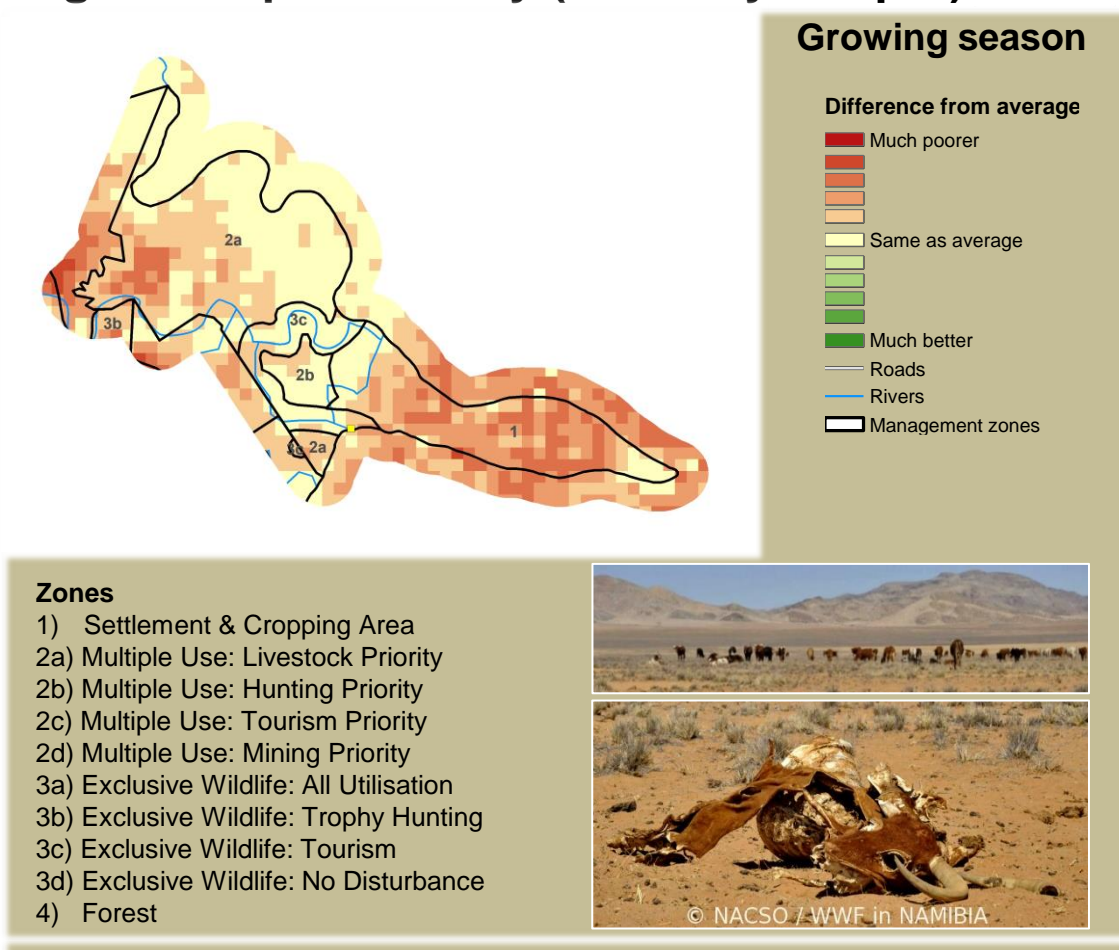 Growing season
Difference from average
Much poorer
Same as average
Much better
Roads
Rivers
Management zones
2a
3b
3c
2b
1
2a
Zones
1) Settlement & Cropping Area
2a) Multiple Use: Livestock Priority
2b) Multiple Use: Hunting Priority
2c) Multiple Use: Tourism Priority
2d) Multiple Use: Mining Priority
3a) Exclusive Wildlife: All Utilisation
3b) Exclusive Wildlife: Trophy Hunting
3c) Exclusive Wildlife: Tourism
3d) Exclusive Wildlife: No Disturbance
4) Forest
© NACSO / WWF in NAMIBIA